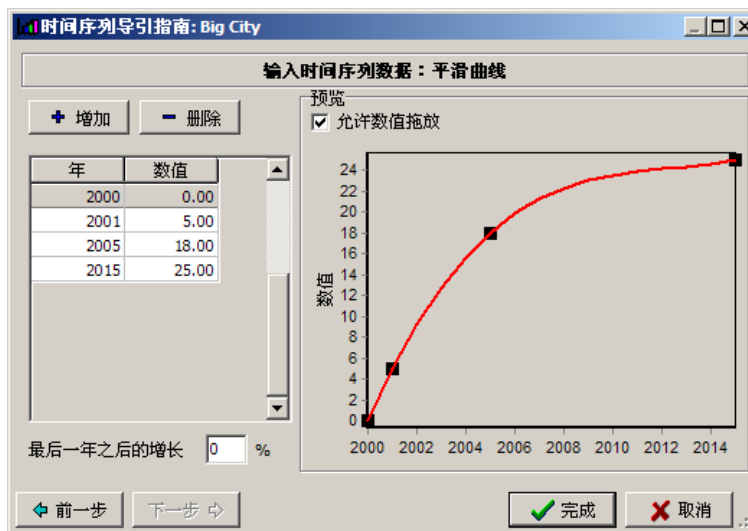 时间序列导引指南: Big City
输入时间序列数据：平滑曲线
增加
删除
年 数值
2000 0.00
2001 5.00
2005 18.00
2015 25.00
最后一年之后的增长 0 %
预览
允许数值拖放
数值
24
22
20
18
16
14
12
10
8
6
4
2
0
2000 2002 2004 2006 2008 2010 2012 2014
前一步
下一步
完成
取消